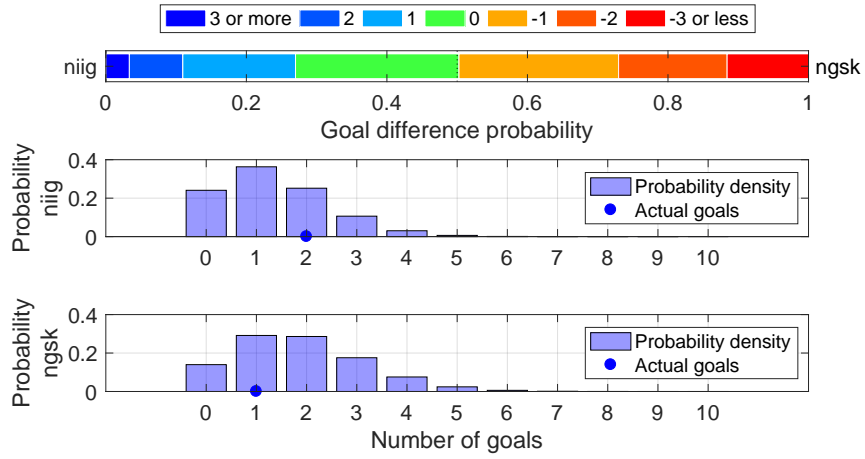 3 or more 2 1 0 -1 -2 -3 or less
niig ngsk
0 0.2 0.4 0.6 0.8 1
Goal difference probability
Probability
niig
0.4
0.2
0
Probability density
Actual goals
0 1 2 3 4 5 6 7 8 9 10
Probability
ngsk
0.4
0.2
0
Probability density
Actual goals
0 1 2 3 4 5 6 7 8 9 10
Number of goals